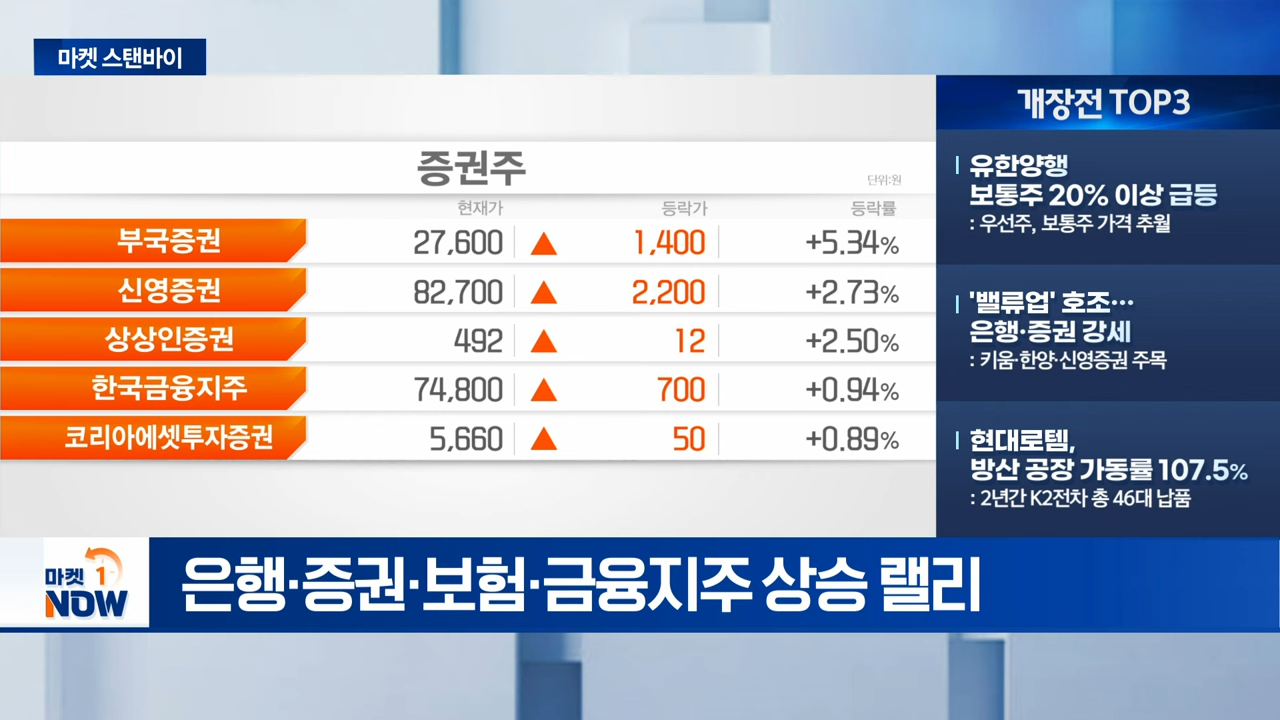 마켓 스탠바이
증권주
단위:원
현재가 등락가 등락률
부국증권 27,600 ▲ 1,400 +5.34%
신영증권 82,700 ▲ 2,200 +2.73%
상상인증권 492 ▲ 12 +2.50%
한국금융지주 74,800 ▲ 700 +0.94%
코리아에셋투자증권 5,660 ▲ 50 +0.89%
개장전 TOP3
유한양행
보통주 20% 이상 급등
: 우선주, 보통주 가격 추월
'밸류업' 호조…
은행·증권 강세
: 키움·한양·신영증권 주목
현대로템,
방산 공장 가동률 107.5%
: 2년간 K2전차 총 46대 납품
마켓 1
NOW
은행·증권·보험·금융지주 상승 랠리